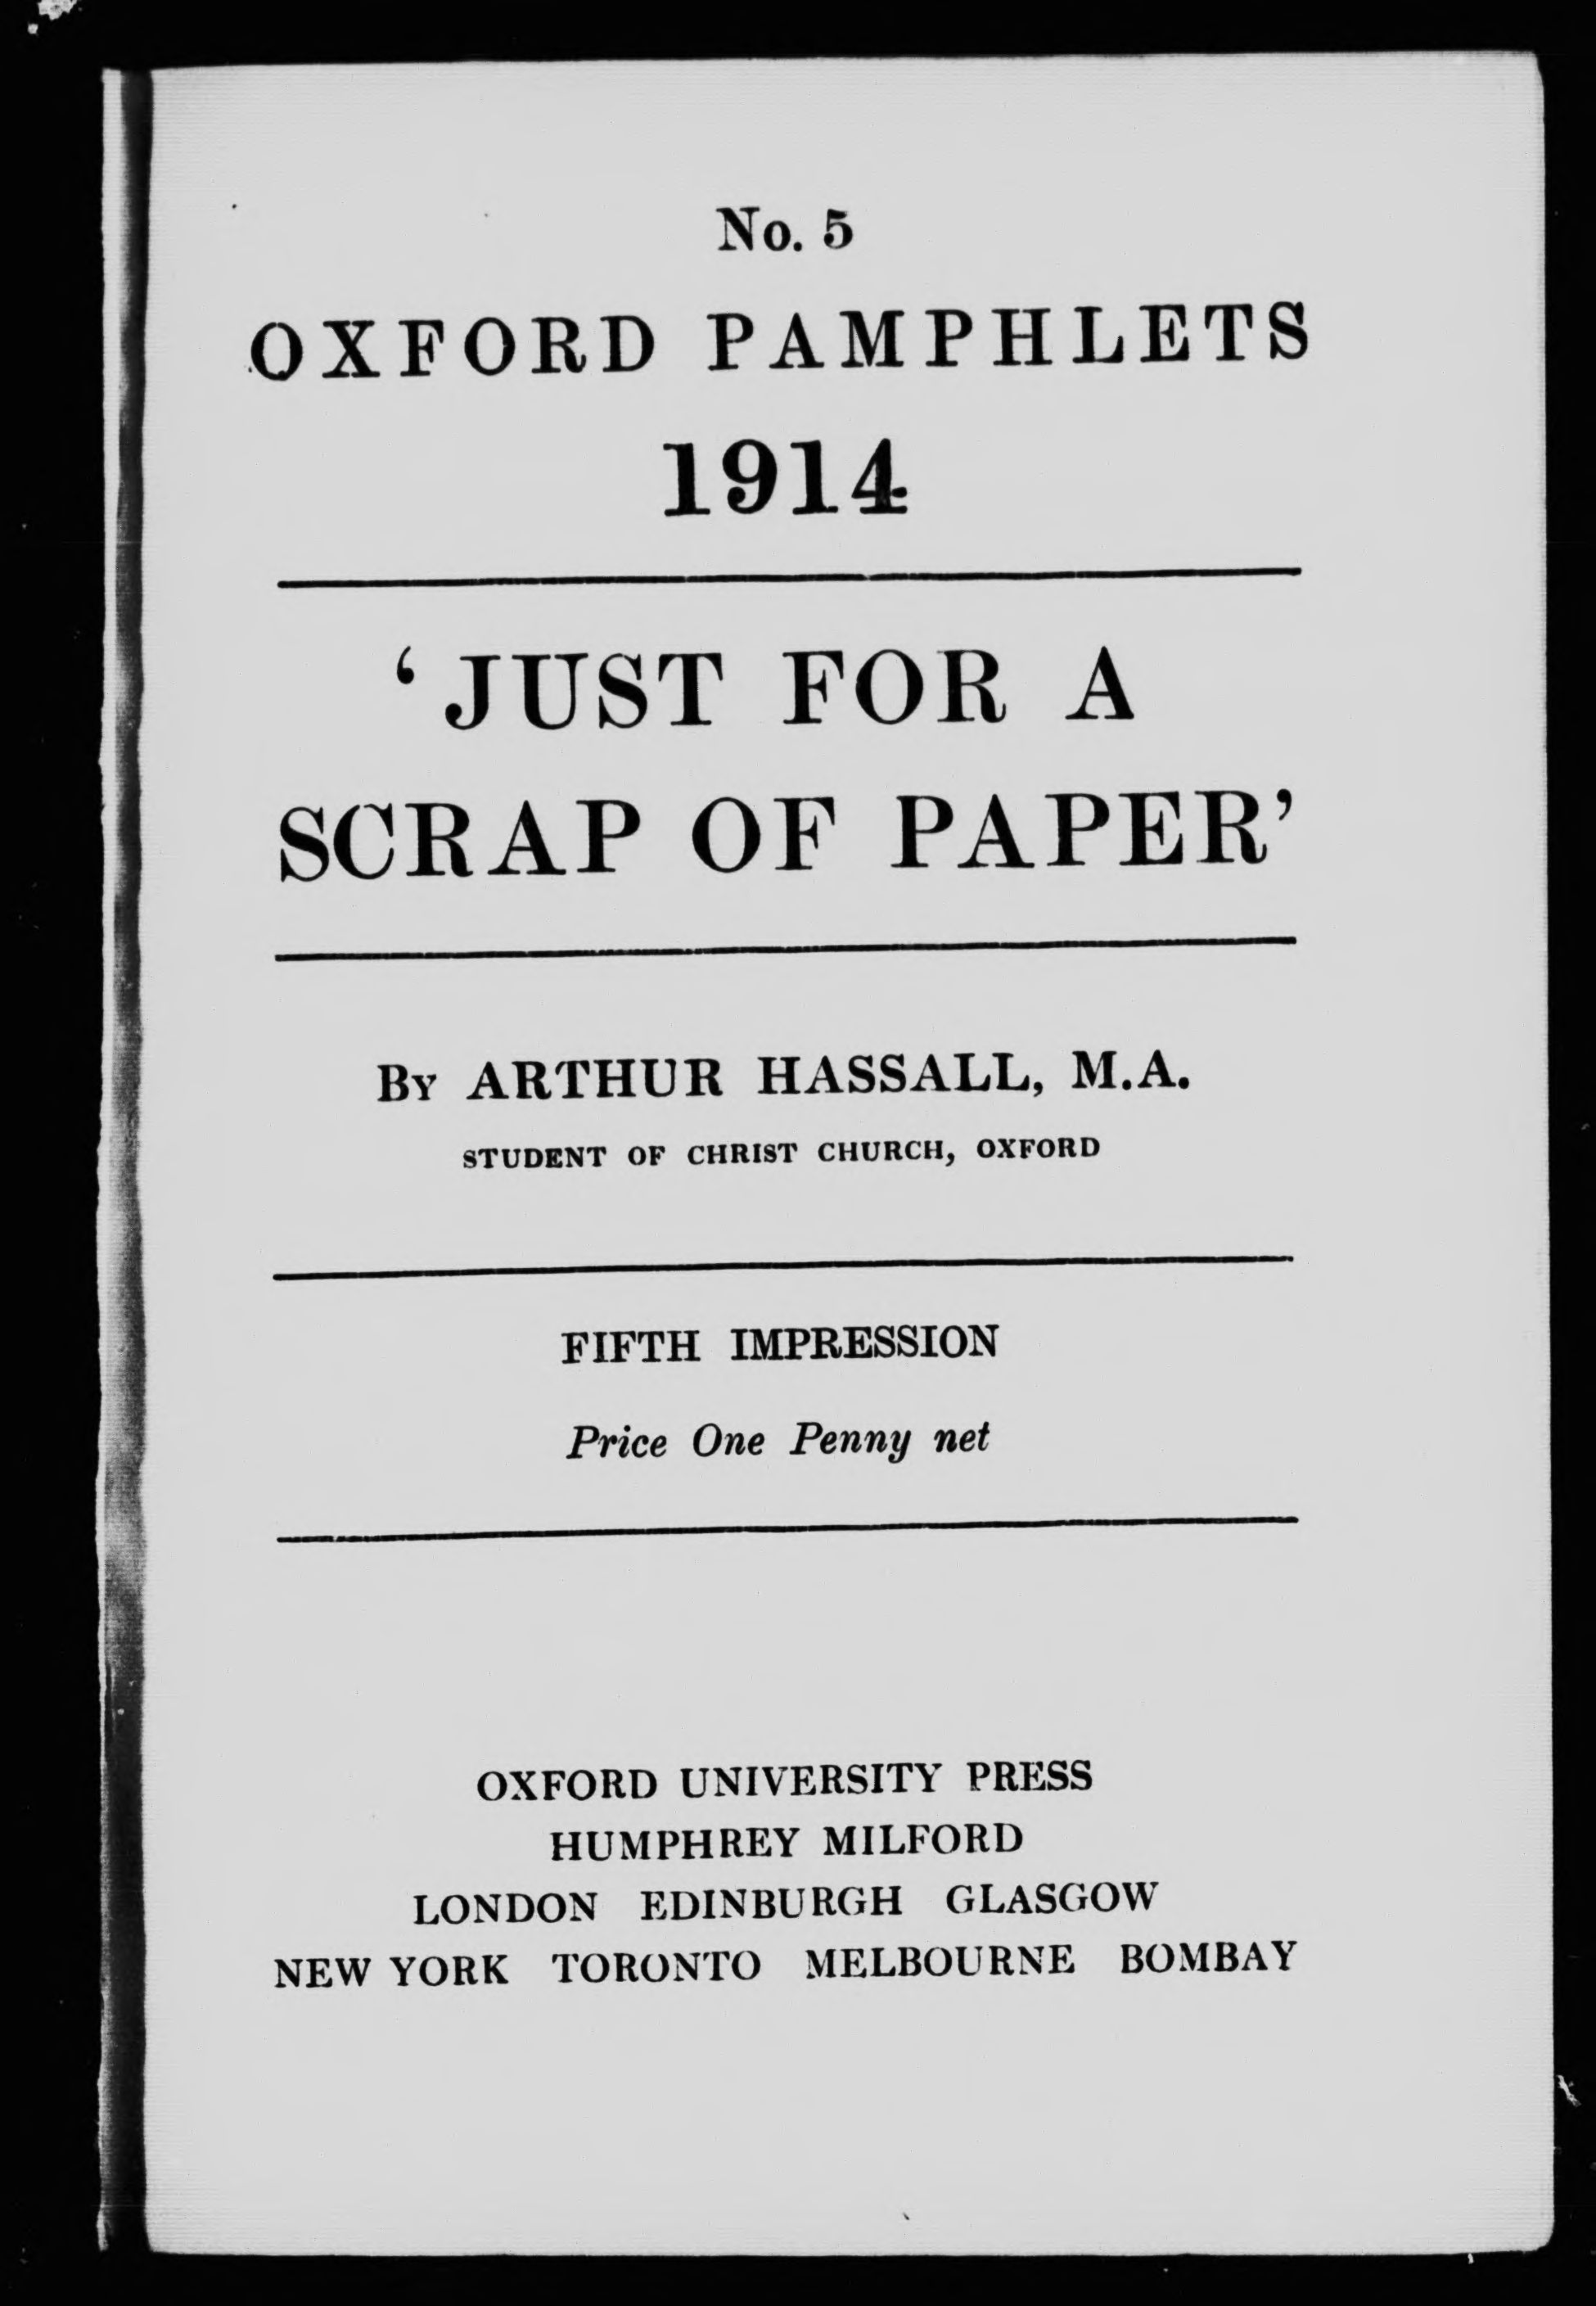 No. 5
OXFORD PAMPHLETS
1914
‘JUST FOR A
SCRAP OF PAPER’
By ARTHUR HASSALL, M.A.
STUDENT OF CHRIST CHURCH, OXFORD
FIFTH IMPRESSION
Price One Penny net
OXFORD UNIVERSITY PRESS
HUMPHREY MILFORD
LONDON EDINBURGH GLASGOW
NEW YORK TORONTO MELBOURNE BOMBAY